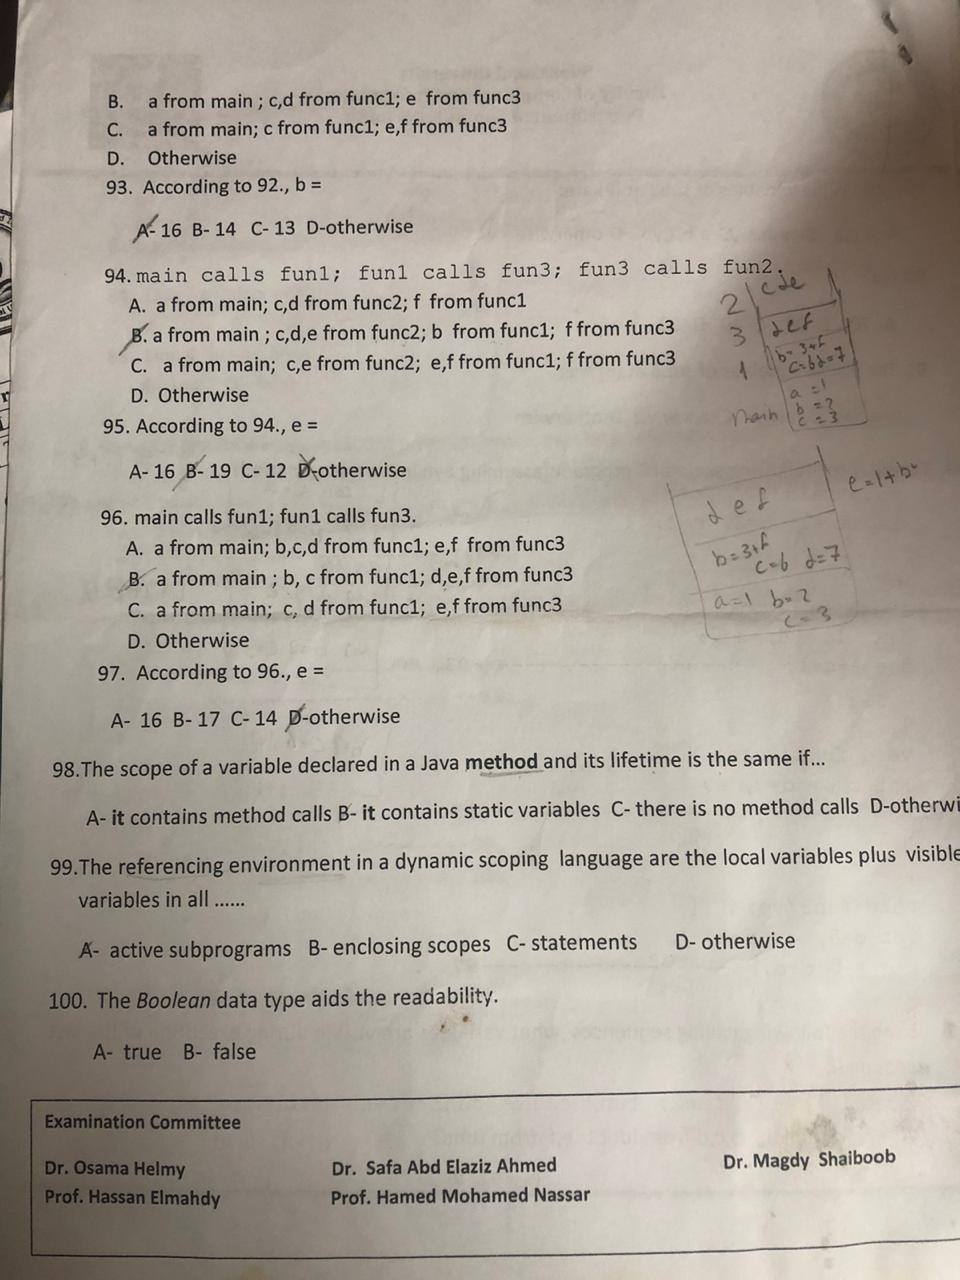 B. a from main ; c,d from func1; e from func3
C. a from main; c from func1; e,f from func3
D. Otherwise
93. According to 92., b =
A- 16 B- 14 C- 13 D-otherwise
94. main calls fun1; fun1 calls fun3; fun3 calls fun2.
A. a from main; c,d from func2; f from func1
B. a from main ; c,d,e from func2; b from func1; f from func3
C. a from main; c,e from func2; e,f from func1; f from func3
D. Otherwise
2 cde
3 def
1 b=3+f
c=6 d=7
main a=1
b=2
c=3
95. According to 94., e =
A- 16 B- 19 C- 12 D-otherwise
96. main calls fun1; fun1 calls fun3.
A. a from main; b,c,d from func1; e,f from func3
B. a from main ; b, c from func1; d,e,f from func3
C. a from main; c, d from func1; e,f from func3
D. Otherwise
def
e=1+b
b=3+f
c=6 d=7
a=1 b=2
c=3
97. According to 96., e =
A- 16 B- 17 C- 14 D-otherwise
98.The scope of a variable declared in a Java method and its lifetime is the same if...
A- it contains method calls B- it contains static variables C- there is no method calls D-otherwi
99.The referencing environment in a dynamic scoping language are the local variables plus visible
variables in all ......
A- active subprograms B- enclosing scopes C- statements D- otherwise
100. The Boolean data type aids the readability.
A- true B- false
Examination Committee
Dr. Osama Helmy Dr. Safa Abd Elaziz Ahmed Dr. Magdy Shaiboob
Prof. Hassan Elmahdy Prof. Hamed Mohamed Nassar